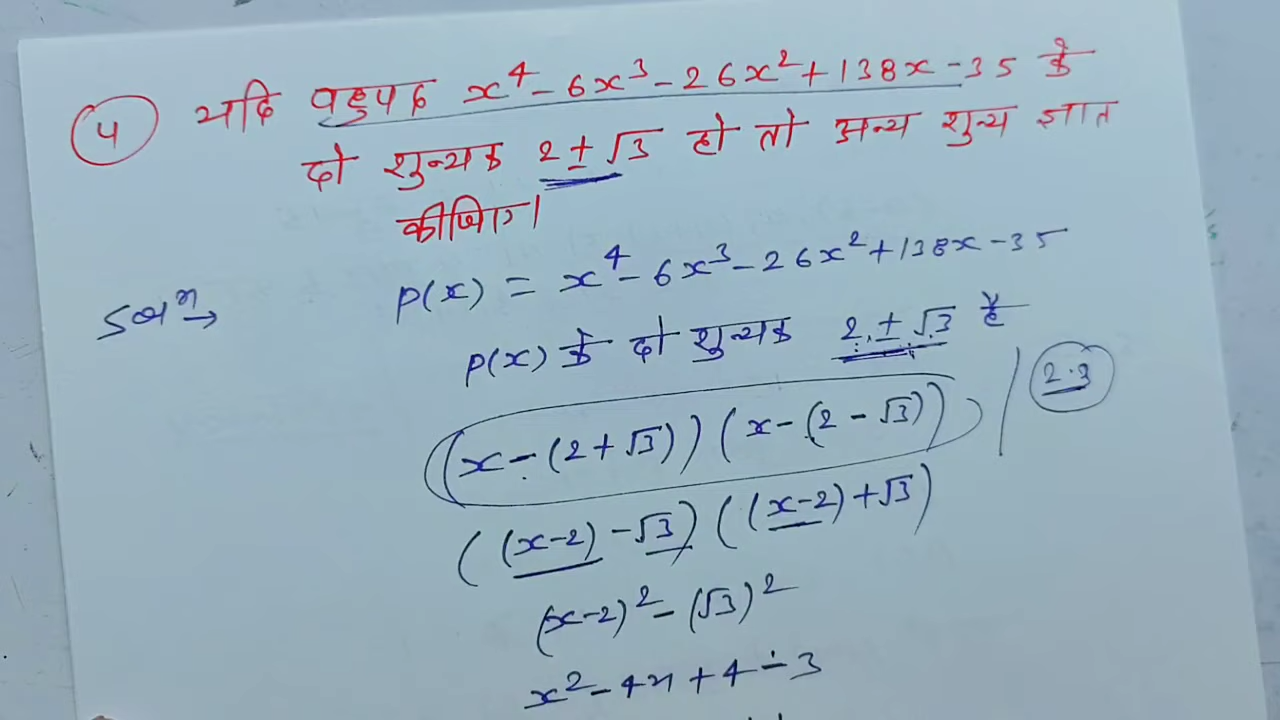 (4) यदि बहुपद x⁴ - 6x³ - 26x² + 138x - 35 के
दो शुन्यक 2 ± √3 हो तो अन्य शुन्य ज्ञात
कीजिए।
Solⁿ → P(x) = x⁴ - 6x³ - 26x² + 138x - 35
P(x) के दो शुन्यक 2 ± √3 है
(x - (2 + √3)) (x - (2 - √3)) / 2.3
((x-2) - √3) ((x-2) + √3)
(x-2)² - (√3)²
x² - 4x + 4 - 3